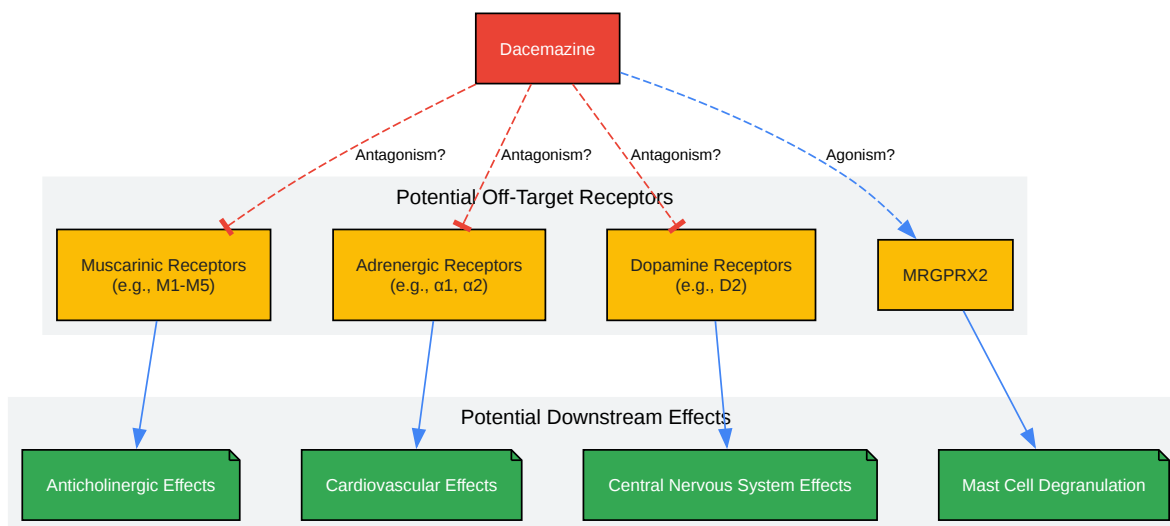 Dacemazine
Antagonism?
Antagonism?
Antagonism?
Agonism?
Potential Off-Target Receptors
Muscarinic Receptors
(e.g., M1-M5)
Adrenergic Receptors
(e.g., α1, α2)
Dopamine Receptors
(e.g., D2)
MRGPRX2
Potential Downstream Effects
Anticholinergic Effects
Cardiovascular Effects
Central Nervous System Effects
Mast Cell Degranulation